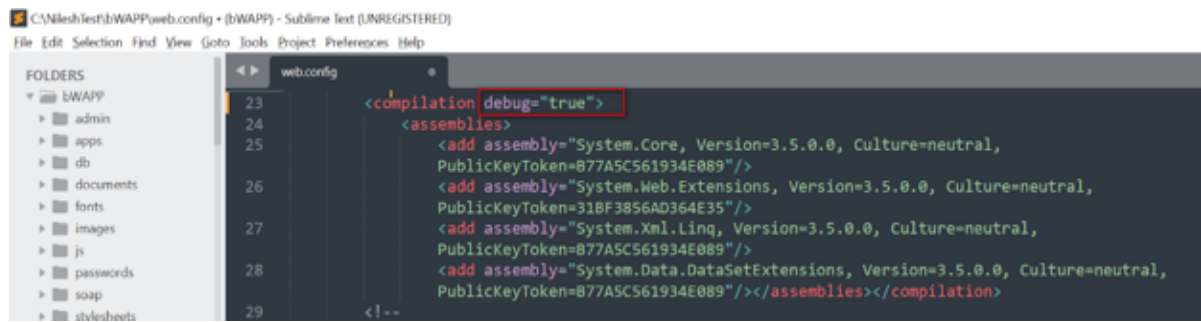 C:\NileshTest\bWAPP\web.config • (bWAPP) - Sublime Text (UNREGISTERED)
File Edit Selection Find View Goto Tools Project Preferences Help
FOLDERS
bWAPP
admin
apps
db
documents
fonts
images
js
passwords
soap
stylesheets
web.config
23 <compilation debug="true">
24 <assemblies>
25 <add assembly="System.Core, Version=3.5.0.0, Culture=neutral,
PublicKeyToken=B77A5C561934E089"/>
26 <add assembly="System.Web.Extensions, Version=3.5.0.0, Culture=neutral,
PublicKeyToken=31BF3856AD364E35"/>
27 <add assembly="System.Xml.Linq, Version=3.5.0.0, Culture=neutral,
PublicKeyToken=B77A5C561934E089"/>
28 <add assembly="System.Data.DataSetExtensions, Version=3.5.0.0, Culture=neutral,
PublicKeyToken=B77A5C561934E089"/></assemblies></compilation>
29 <!--